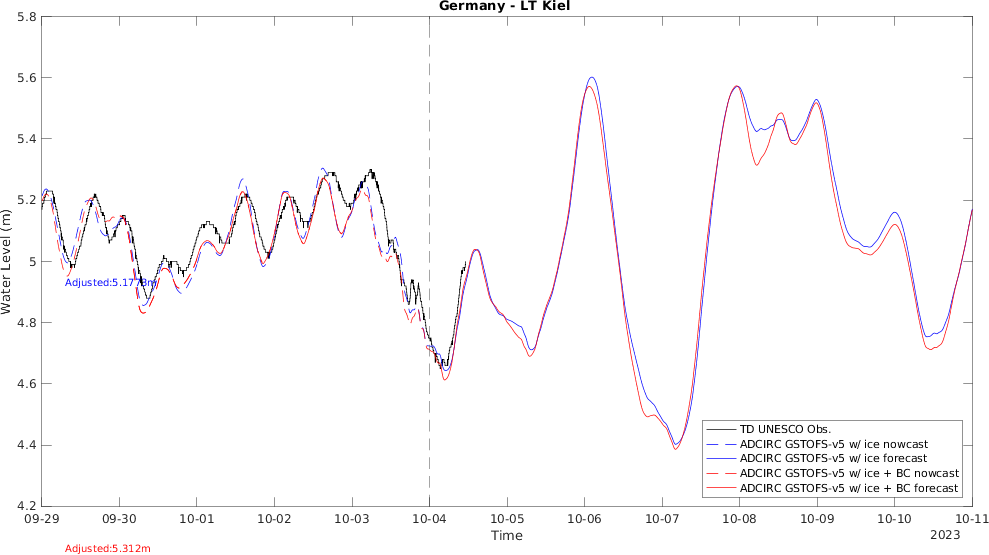 Germany - LT Kiel
5.8
5.6
5.4
5.2
5
4.8
4.6
4.4
4.2
Water Level (m)
Adjusted:5.1778m
TD UNESCO Obs.
ADCIRC GSTOFS-v5 w/ ice nowcast
ADCIRC GSTOFS-v5 w/ ice forecast
ADCIRC GSTOFS-v5 w/ ice + BC nowcast
ADCIRC GSTOFS-v5 w/ ice + BC forecast
09-29 09-30 10-01 10-02 10-03 10-04 10-05 10-06 10-07 10-08 10-09 10-10 10-11
Time
2023
Adjusted:5.312m